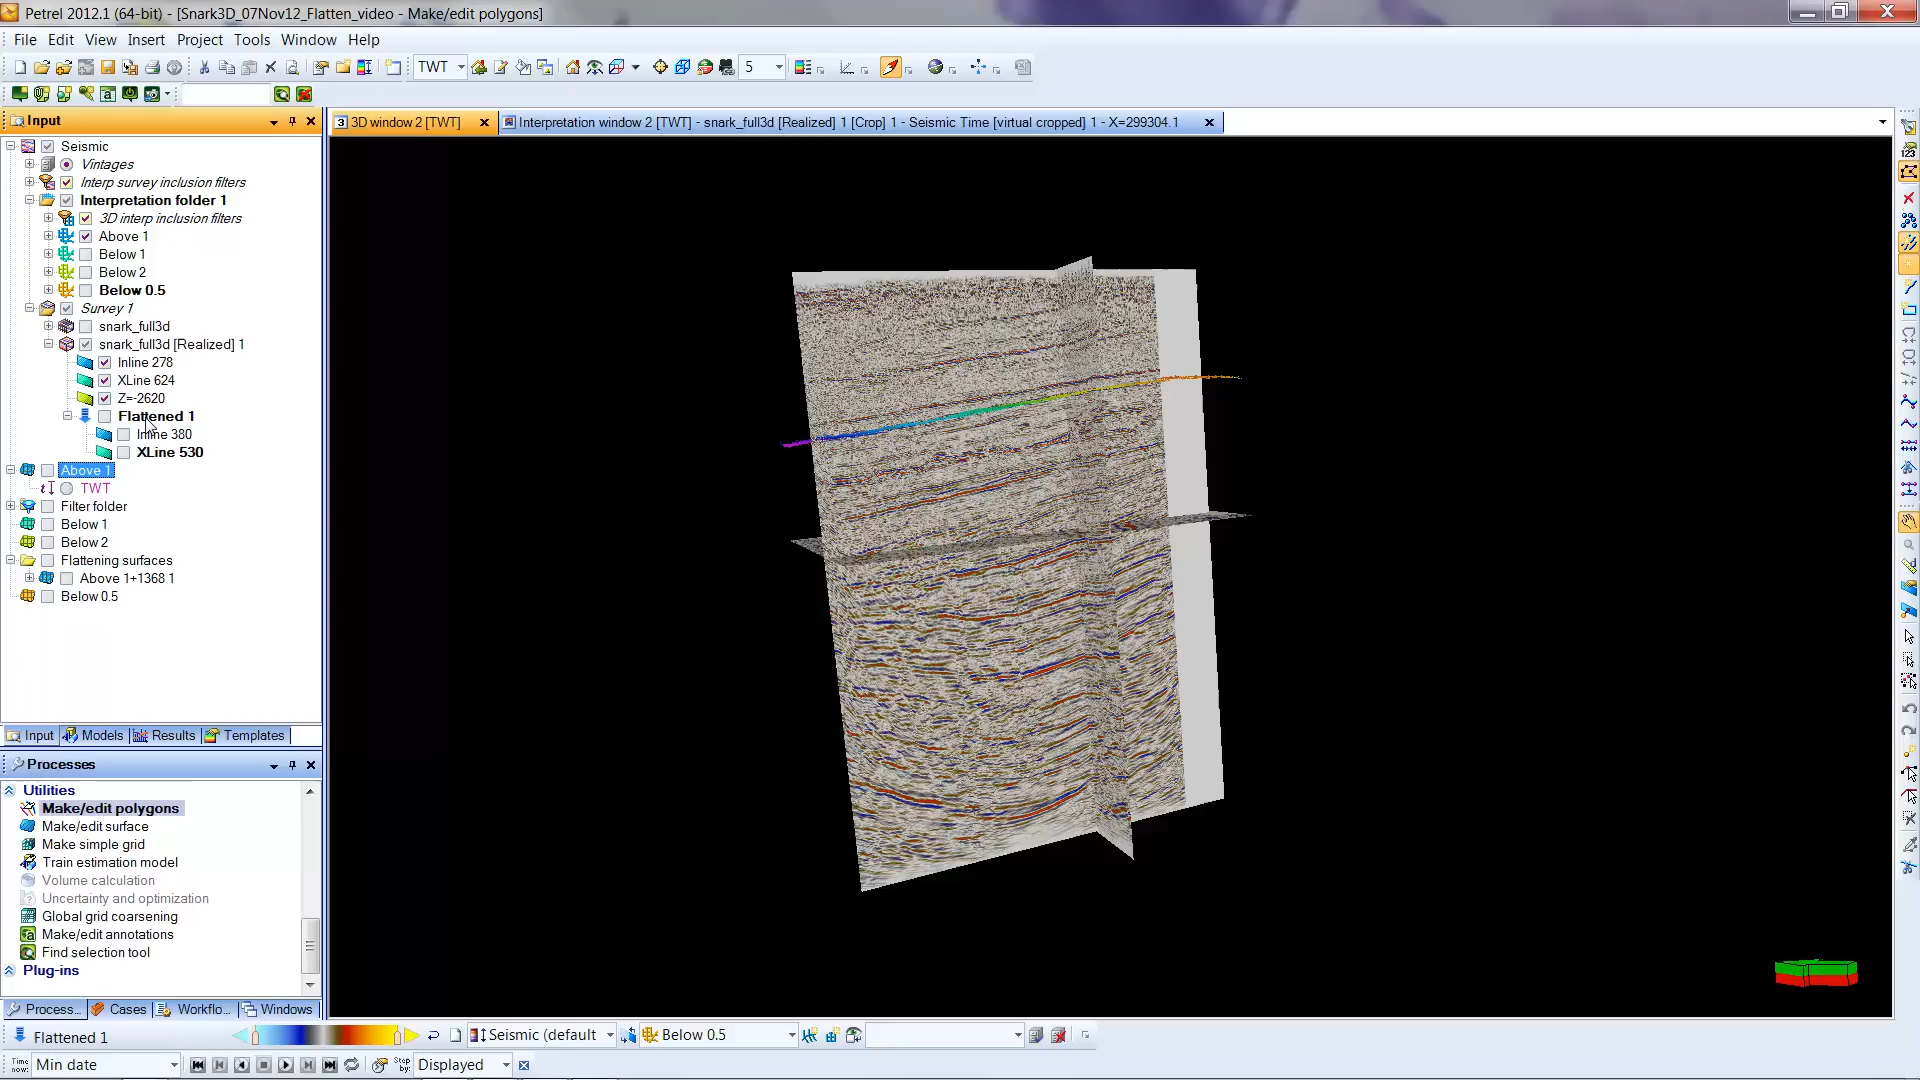 Petrel 2012.1 (64-bit) - [Snark3D_07Nov12_Flatten_video - Make/edit polygons]
File Edit View Insert Project Tools Window Help
TWT 5
Input
3 3D window 2 [TWT]
Interpretation window 2 [TWT] - snark_full3d [Realized] 1 [Crop] 1 - Seismic Time [virtual cropped] 1 - X=299304.1
Seismic
Vintages
Interp survey inclusion filters
Interpretation folder 1
3D interp inclusion filters
Above 1
Below 1
Below 2
Below 0.5
Survey 1
snark_full3d
snark_full3d [Realized] 1
Inline 278
XLine 624
Z=-2620
Flattened 1
Inline 380
XLine 530
Above 1
TWT
Filter folder
Below 1
Below 2
Flattening surfaces
Above 1+1368 1
Below 0.5
Input Models Results Templates
Processes
Utilities
Make/edit polygons
Make/edit surface
Make simple grid
Train estimation model
Volume calculation
Uncertainty and optimization
Global grid coarsening
Make/edit annotations
Find selection tool
Plug-ins
Process... Cases Workflo... Windows
Flattened 1 Seismic (default Below 0.5
Time now: Min date Step by: Displayed
123